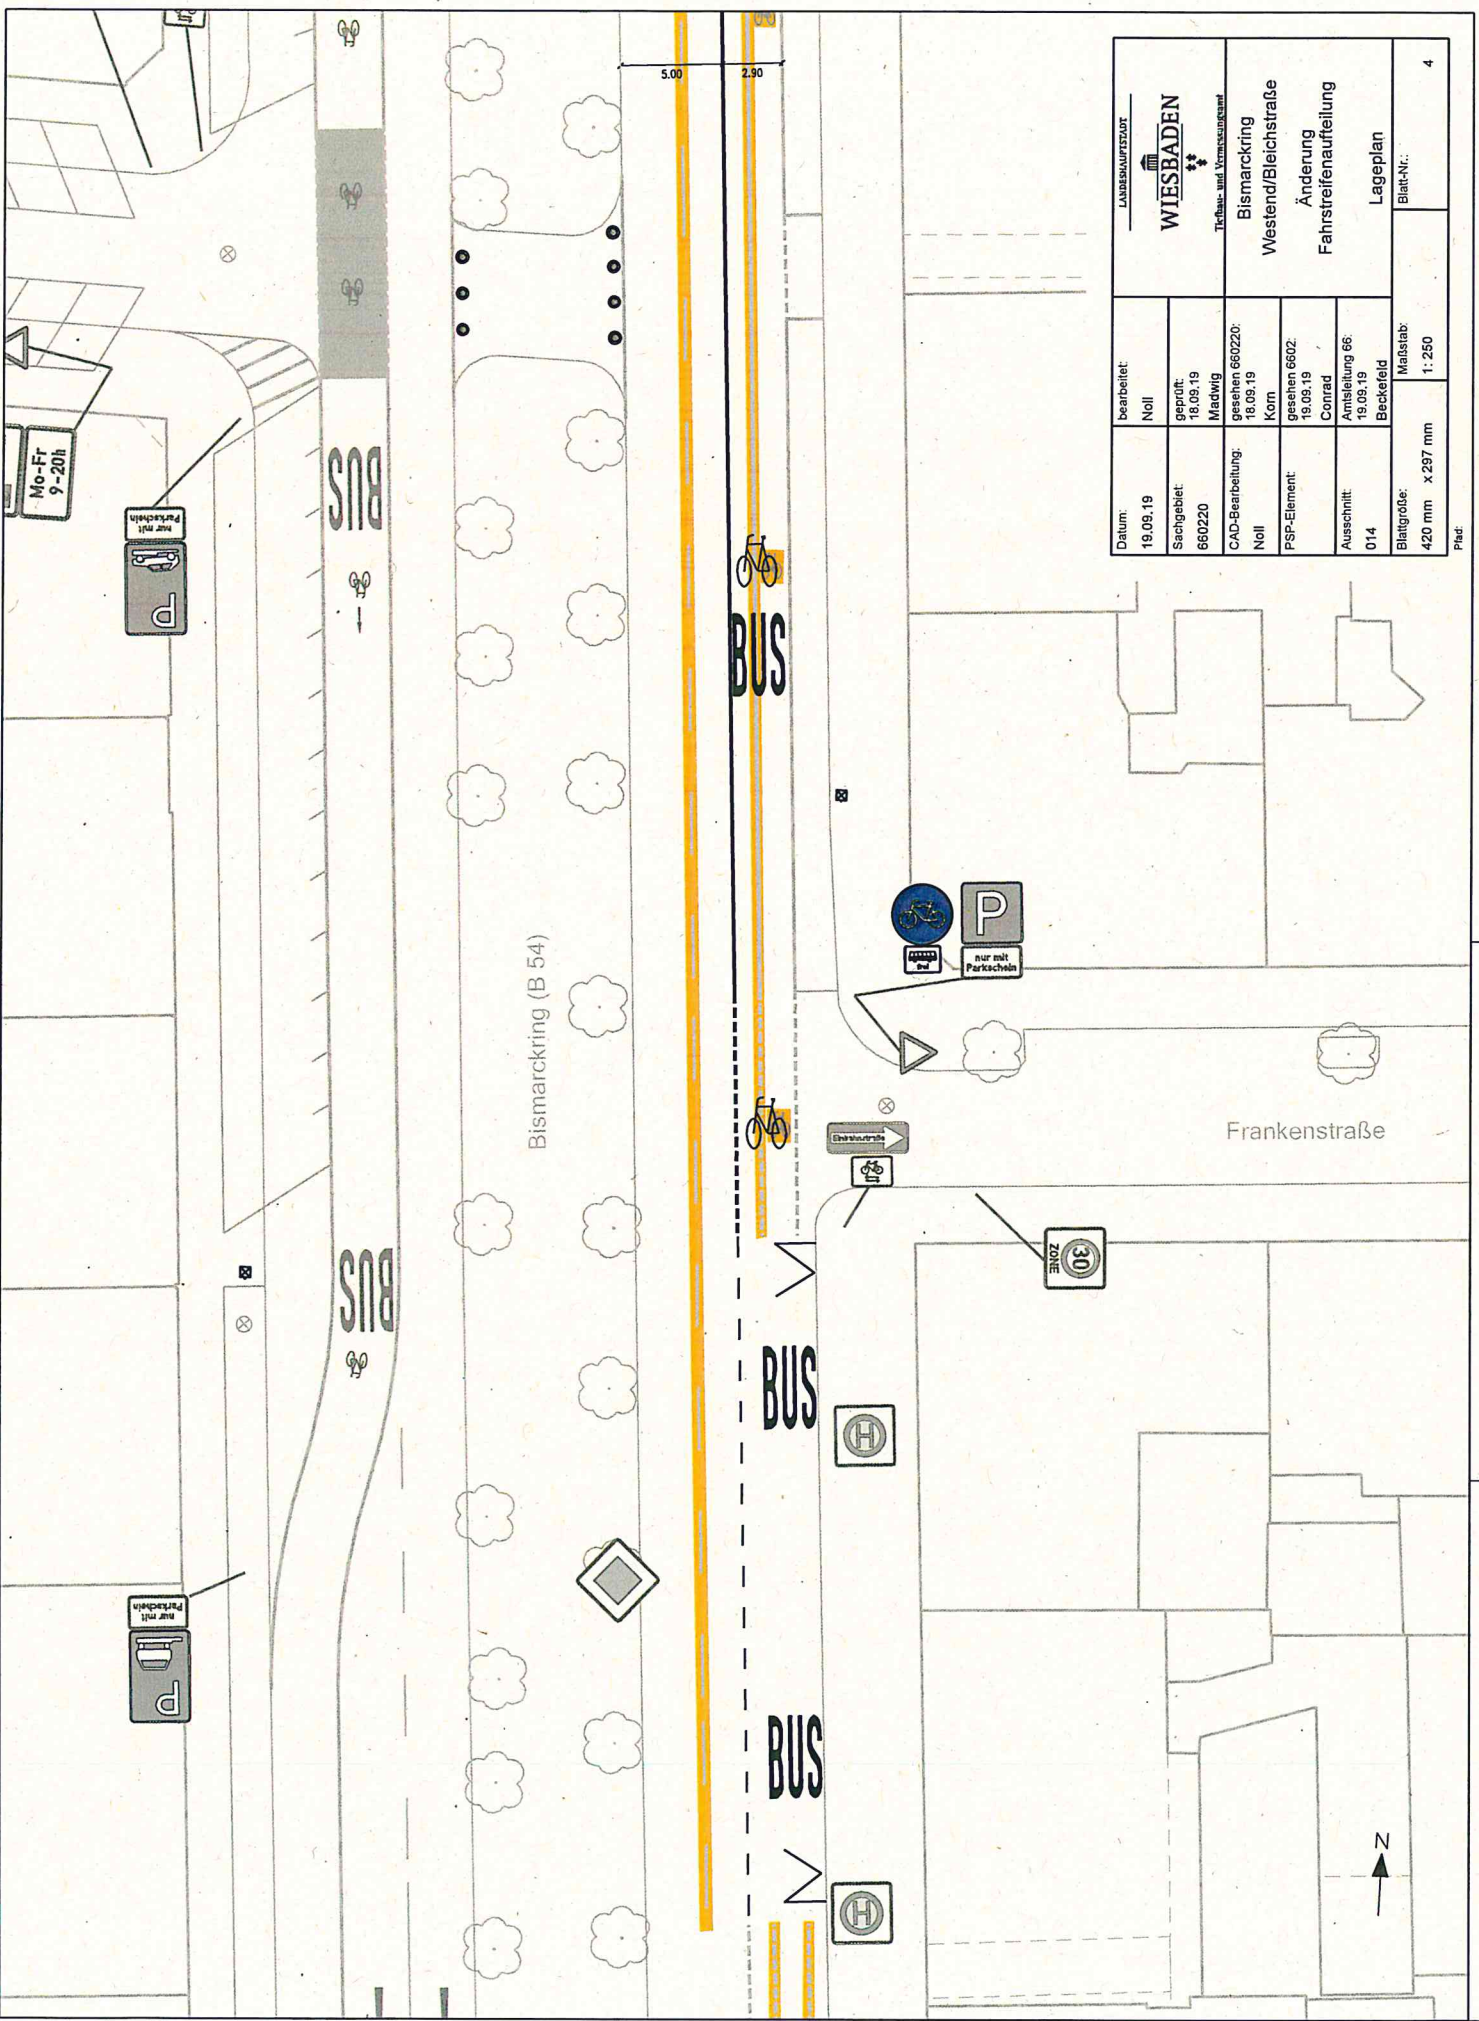 5.00
2.90
Mo-Fr
9-20h
BUS
P
nur mit
Parkschein
BUS
Bismarckring (B 54)
BUS
frei
P
nur mit
Parkschein
Einbahnstraße
Frankenstraße
30
ZONE
BUS
H
P
nur mit
Parkschein
BUS
H
N
LANDESHAUPTSTADT
WIESBADEN
Tiefbau- und Vermessungsamt
Bismarckring
Westend/Bleichstraße
Änderung
Fahrstreifenaufteilung
Lageplan
Datum:
19.09.19
bearbeitet:
Noll
Sachgebiet:
660220
geprüft:
18.09.19
Madwig
CAD-Bearbeitung:
Noll
gesehen 660220:
18.09.19
Korn
PSP-Element:
gesehen 6602:
19.09.19
Conrad
Ausschnitt:
014
Amtsleitung 66:
19.09.19
Beckefeld
Blattgröße:
420 mm x 297 mm
Maßstab:
1: 250
Blatt-Nr.:
4
Pfad: